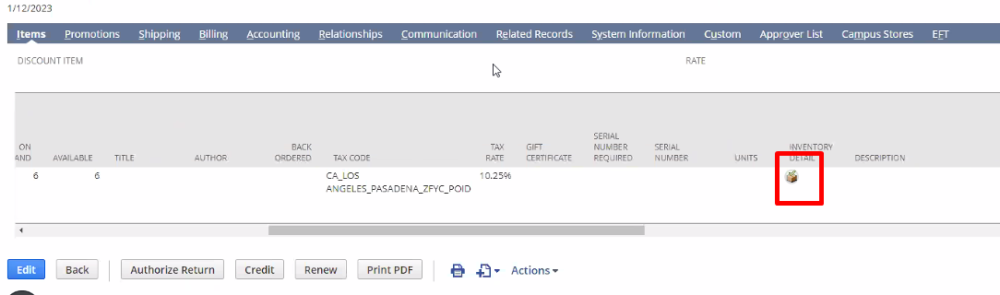 1/12/2023
Items Promotions Shipping Billing Accounting Relationships Communication Related Records System Information Custom Approver List Campus Stores EFT
DISCOUNT ITEM RATE
ON
AND
AVAILABLE
TITLE
AUTHOR
BACK
ORDERED
TAX CODE
TAX
RATE
GIFT
CERTIFICATE
SERIAL
NUMBER
REQUIRED
SERIAL
NUMBER
UNITS
INVENTORY
DETAIL
DESCRIPTION
6 6 CA_LOS 10.25%
ANGELES_PASADENA_ZFYC_POID
Edit Back Authorize Return Credit Renew Print PDF Actions